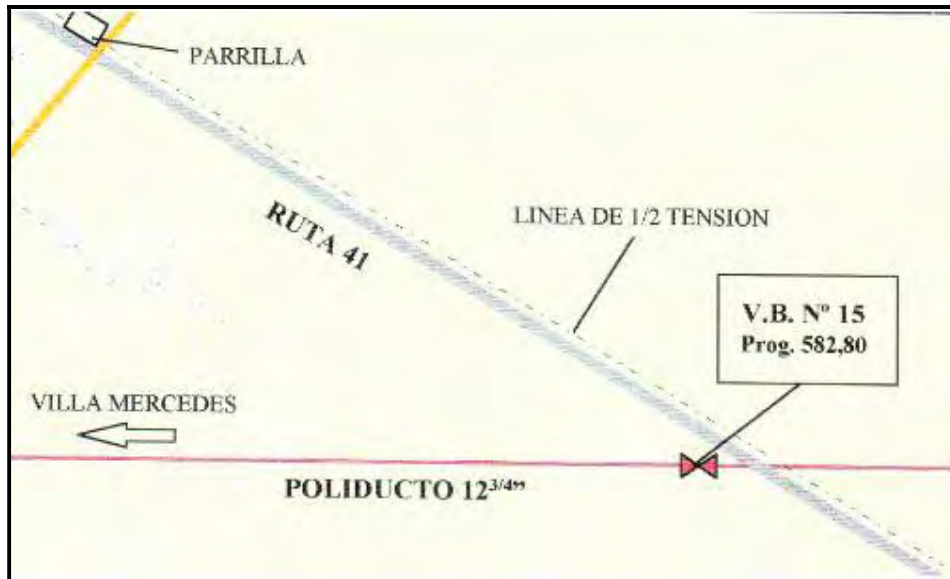 PARRILLA
RUTA 41
LINEA DE 1/2 TENSION
V.B. Nº 15
Prog. 582,80
VILLA MERCEDES
POLIDUCTO 12 3/4"